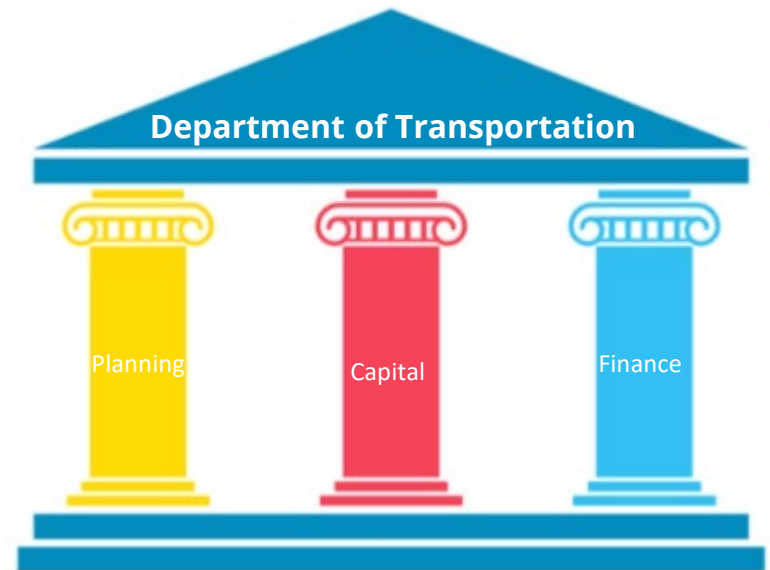 Department of Transportation
Planning
Capital
Finance